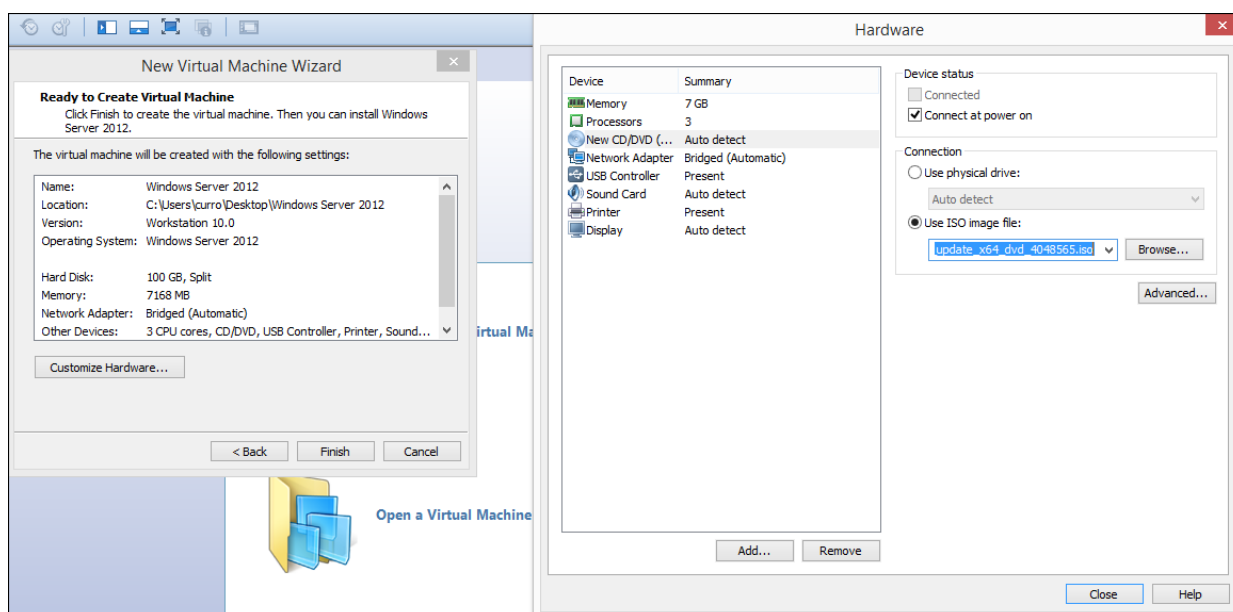 New Virtual Machine Wizard
Ready to Create Virtual Machine
Click Finish to create the virtual machine. Then you can install Windows
Server 2012.
The virtual machine will be created with the following settings:
Name: Windows Server 2012
Location: C:\Users\curro\Desktop\Windows Server 2012
Version: Workstation 10.0
Operating System: Windows Server 2012
Hard Disk: 100 GB, Split
Memory: 7168 MB
Network Adapter: Bridged (Automatic)
Other Devices: 3 CPU cores, CD/DVD, USB Controller, Printer, Sound...
Customize Hardware...
< Back Finish Cancel
irtual Ma
Open a Virtual Machine
Hardware
Device Summary
Memory 7 GB
Processors 3
New CD/DVD (... Auto detect
Network Adapter Bridged (Automatic)
USB Controller Present
Sound Card Auto detect
Printer Present
Display Auto detect
Add... Remove
Device status
Connected
Connect at power on
Connection
Use physical drive:
Auto detect
Use ISO image file:
update_x64_dvd_4048565.iso Browse...
Advanced...
Close Help